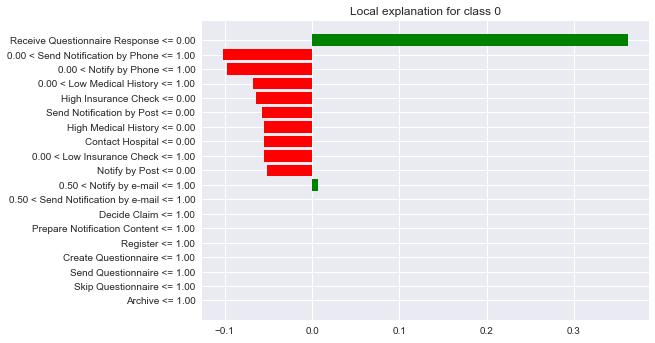 Local explanation for class 0
Receive Questionnaire Response <= 0.00
0.00 < Send Notification by Phone <= 1.00
0.00 < Notify by Phone <= 1.00
0.00 < Low Medical History <= 1.00
High Insurance Check <= 0.00
Send Notification by Post <= 0.00
High Medical History <= 0.00
Contact Hospital <= 0.00
0.00 < Low Insurance Check <= 1.00
Notify by Post <= 0.00
0.50 < Notify by e-mail <= 1.00
0.50 < Send Notification by e-mail <= 1.00
Decide Claim <= 1.00
Prepare Notification Content <= 1.00
Register <= 1.00
Create Questionnaire <= 1.00
Send Questionnaire <= 1.00
Skip Questionnaire <= 1.00
Archive <= 1.00
−0.1 0.0 0.1 0.2 0.3